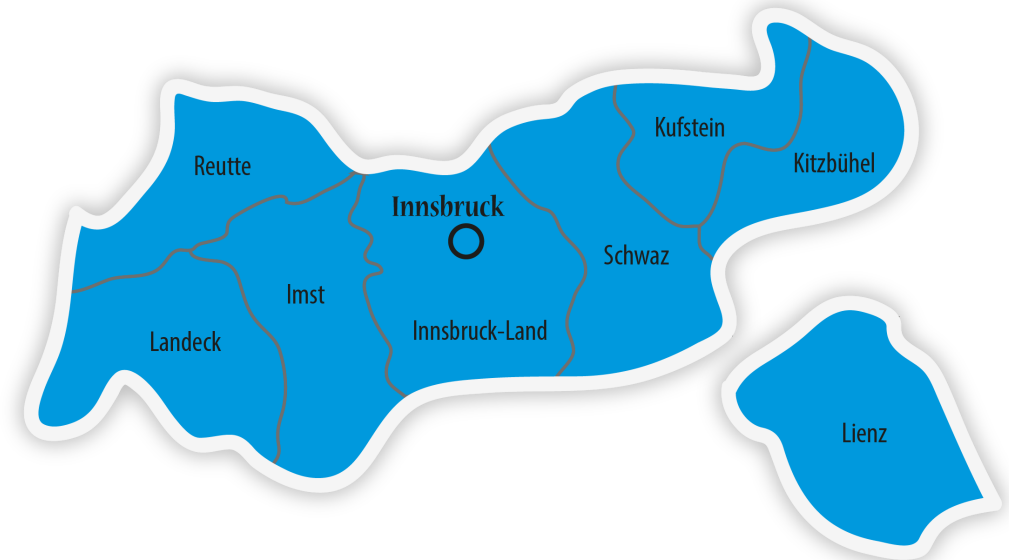 Kufstein
Kitzbühel
Reutte
Innsbruck
Schwaz
Imst
Innsbruck-Land
Landeck
Lienz